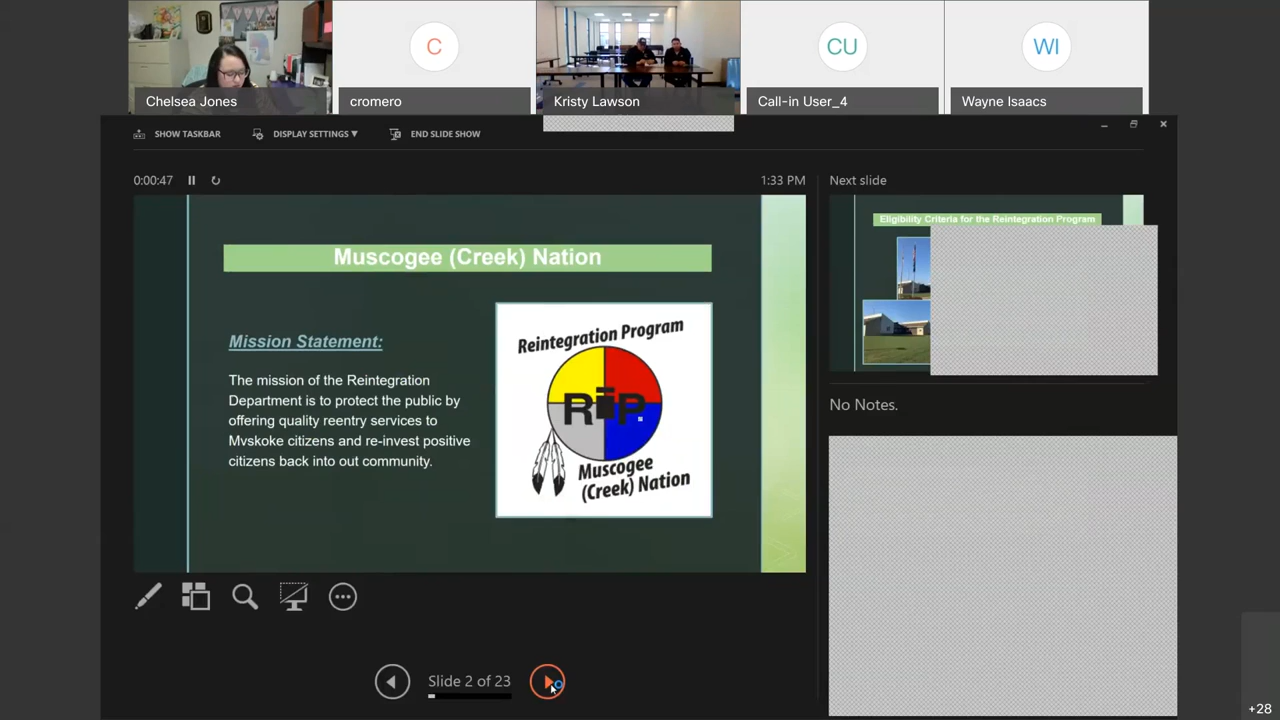 C
CU
WI
Chelsea Jones
cromero
Kristy Lawson
Call-in User_4
Wayne Isaacs
SHOW TASKBAR
DISPLAY SETTINGS ▼
END SLIDE SHOW
0:00:47
1:33 PM
Next slide
Muscogee (Creek) Nation
Mission Statement:
The mission of the Reintegration
Department is to protect the public by
offering quality reentry services to
Mvskoke citizens and re-invest positive
citizens back into out community.
Reintegration Program
RiP
Muscogee
(Creek) Nation
Eligibility Criteria for the Reintegration Program
No Notes.
Slide 2 of 23
+28